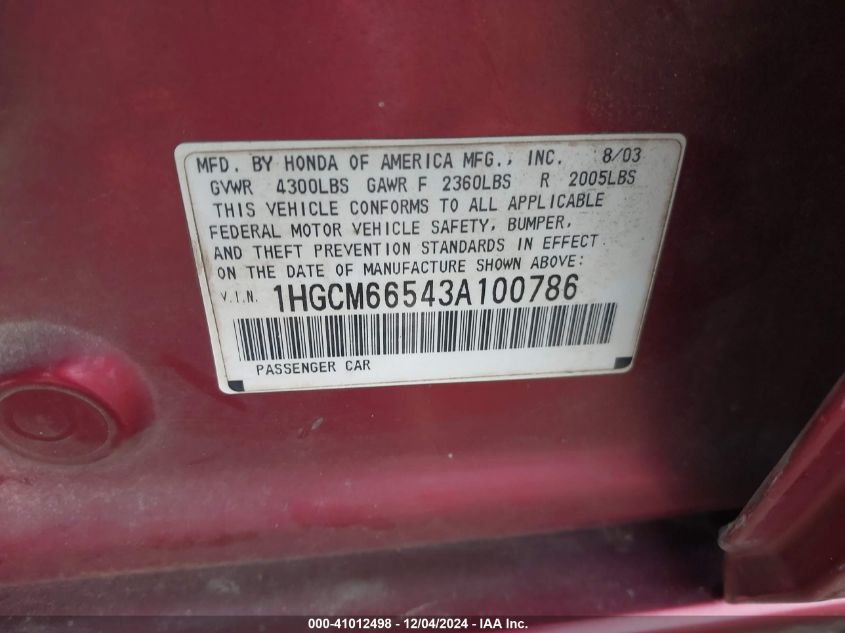 MFD. BY HONDA OF AMERICA MFG., INC. 8/03
GVWR 4300LBS GAWR F 2360LBS R 2005LBS
THIS VEHICLE CONFORMS TO ALL APPLICABLE
FEDERAL MOTOR VEHICLE SAFETY, BUMPER,
AND THEFT PREVENTION STANDARDS IN EFFECT
ON THE DATE OF MANUFACTURE SHOWN ABOVE:
V.I.N. 1HGCM66543A100786
PASSENGER CAR
000-41012498 - 12/04/2024 - IAA Inc.